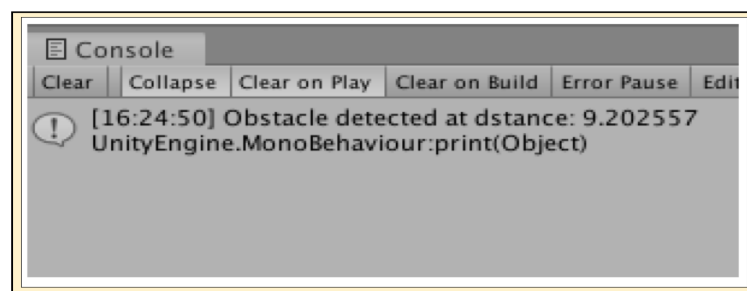 Console
Clear Collapse Clear on Play Clear on Build Error Pause Edit
[16:24:50] Obstacle detected at dstance: 9.202557
UnityEngine.MonoBehaviour:print(Object)